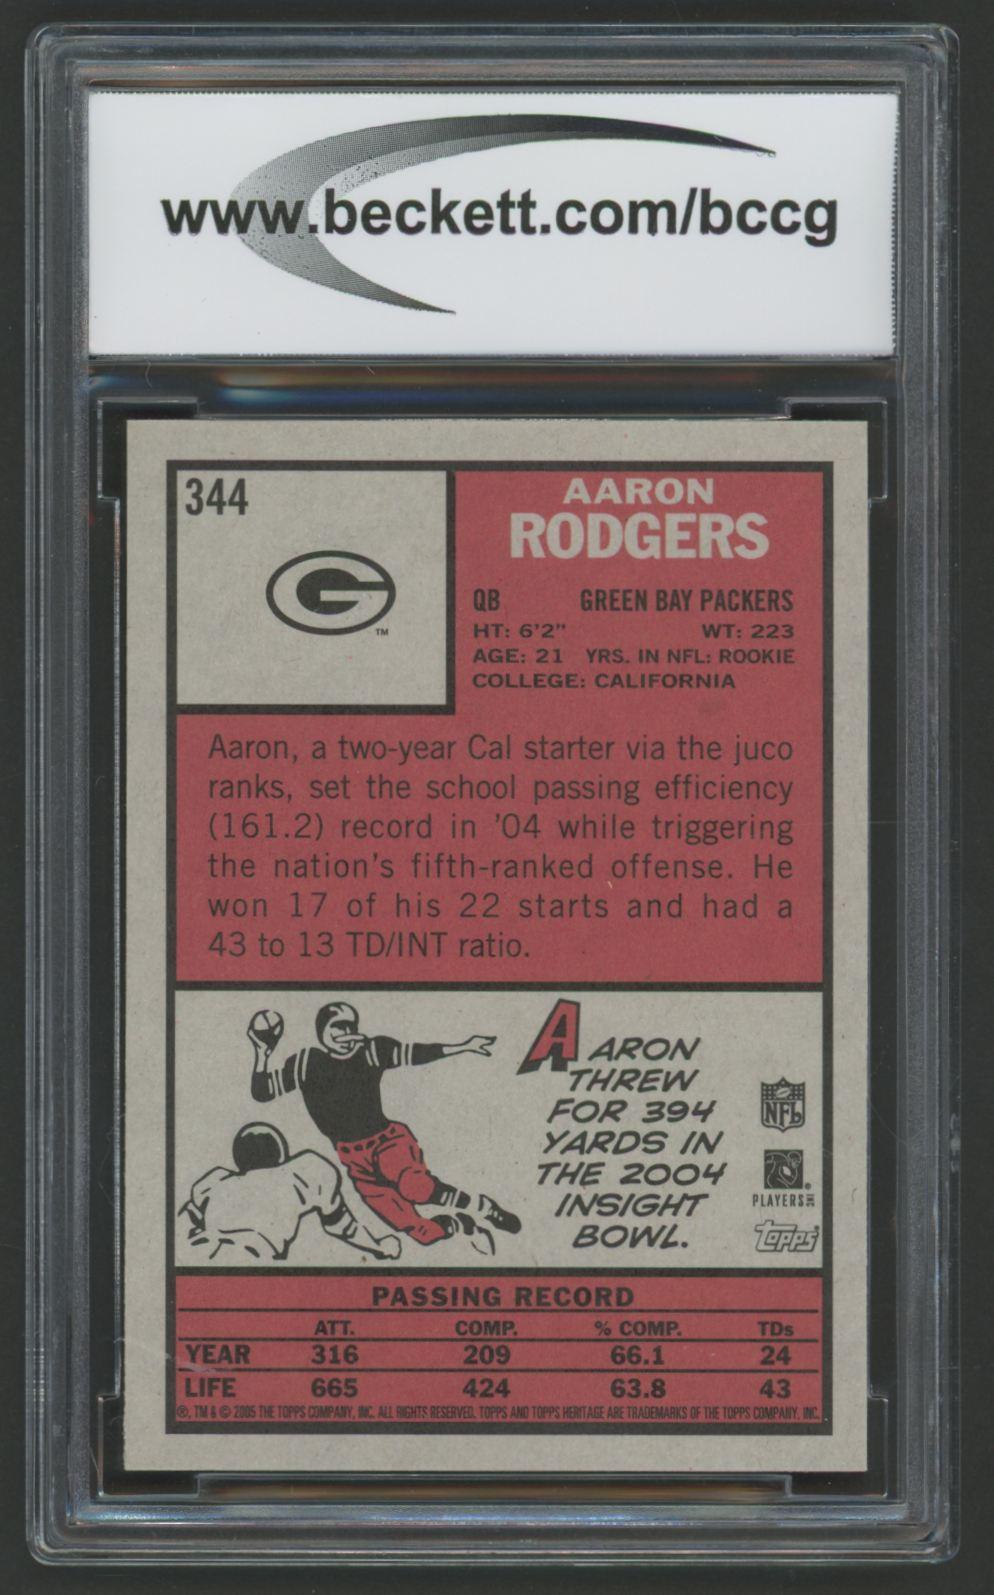 www.beckett.com/bccg
344
AARON
RODGERS
QB GREEN BAY PACKERS
HT: 6'2" WT: 223
AGE: 21 YRS. IN NFL: ROOKIE
COLLEGE: CALIFORNIA
G
TM
Aaron, a two-year Cal starter via the juco
ranks, set the school passing efficiency
(161.2) record in '04 while triggering
the nation's fifth-ranked offense. He
won 17 of his 22 starts and had a
43 to 13 TD/INT ratio.
AARON
THREW
FOR 394
YARDS IN
THE 2004
INSIGHT
BOWL.
NFL
PLAYERS INC
Topps
PASSING RECORD
ATT. COMP. % COMP. TDs
YEAR 316 209 66.1 24
LIFE 665 424 63.8 43
®, TM & © 2005 THE TOPPS COMPANY, INC. ALL RIGHTS RESERVED. TOPPS AND TOPPS HERITAGE ARE TRADEMARKS OF THE TOPPS COMPANY, INC.